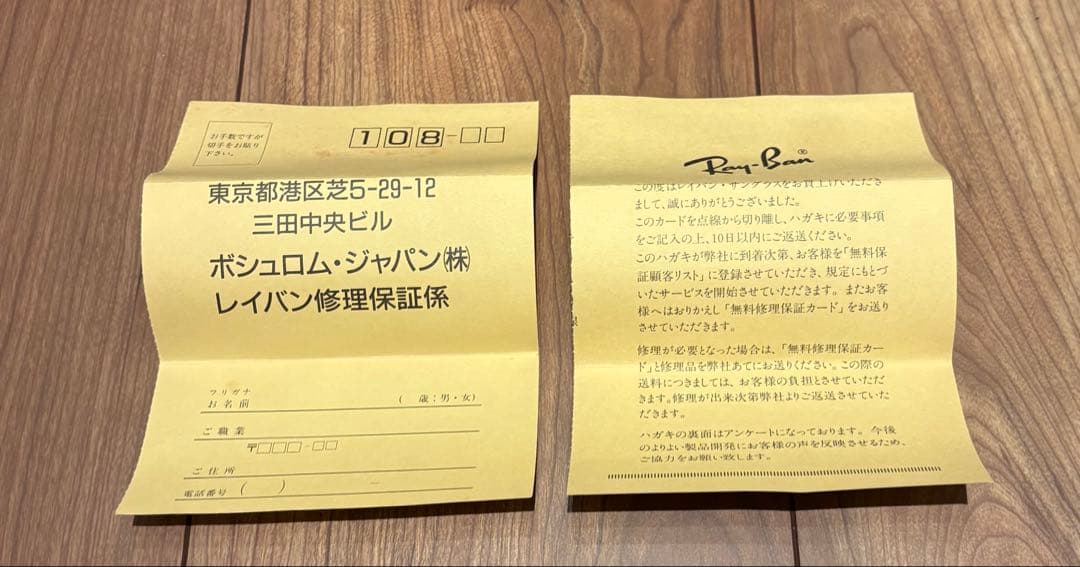 お手数ですが
切手をお貼り
下さい。
108-□□
東京都港区芝5-29-12
三田中央ビル
ボシュロム・ジャパン㈱
レイバン修理保証係
フリガナ
お名前 ( 歳:男・女)
ご職業
〒□□□-□□
ご住所
電話番号 ( )
Ray-Ban®
この度はレイバン・サングラスをお買上げいただき
まして、誠にありがとうございました。
このカードを点線から切り離し、ハガキに必要事項
をご記入の上、10日以内にご返送ください。
このハガキが弊社に到着次第、お客様を「無料保
証顧客リスト」に登録させていただき、規定にもとづ
いたサービスを開始させていただきます。またお客
様へはおりかえし「無料修理保証カード」をお送り
させていただきます。
修理が必要となった場合は、「無料修理保証カー
ド」と修理品を弊社あてにお送りください。この際の
送料につきましては、お客様の負担とさせていただ
きます。修理が出来次第弊社よりご返送させていた
だきます。
ハガキの裏面はアンケートになっております。今後
のよりよい製品開発にお客様の声を反映させるため、
ご協力をお願い致します。